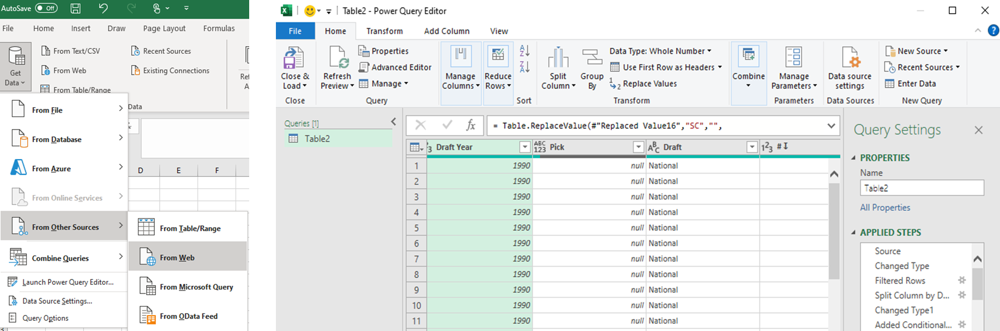 AutoSave Off
File Home Insert Draw Page Layout Formulas
Get Data
From Text/CSV
From Web
From Table/Range
Recent Sources
Existing Connections
Data
From File
From Database
From Azure
From Online Services
From Other Sources
Combine Queries
Launch Power Query Editor...
Data Source Settings...
Query Options
From Table/Range
From Web
From Microsoft Query
From OData Feed
D E F
Table2 - Power Query Editor
File Home Transform Add Column View
Close & Load
Close
Refresh Preview
Properties
Advanced Editor
Manage
Query
Manage Columns
Reduce Rows
Sort
Split Column
Group By
Data Type: Whole Number
Use First Row as Headers
Replace Values
Transform
Combine
Manage Parameters
Parameters
Data source settings
Data Sources
New Source
Recent Sources
Enter Data
New Query
Queries [1]
Table2
fx = Table.ReplaceValue(#"Replaced Value16","SC","",
Draft Year ABC 123 Pick ABC Draft 123 #
1 1990 null National
2 1990 null National
3 1990 null National
4 1990 null National
5 1990 null National
6 1990 null National
7 1990 null National
8 1990 null National
9 1990 null National
10 1990 null National
11 1990 null National
Query Settings
PROPERTIES
Name
Table2
All Properties
APPLIED STEPS
Source
Changed Type
Filtered Rows
Split Column by D...
Changed Type1
Added Conditional...